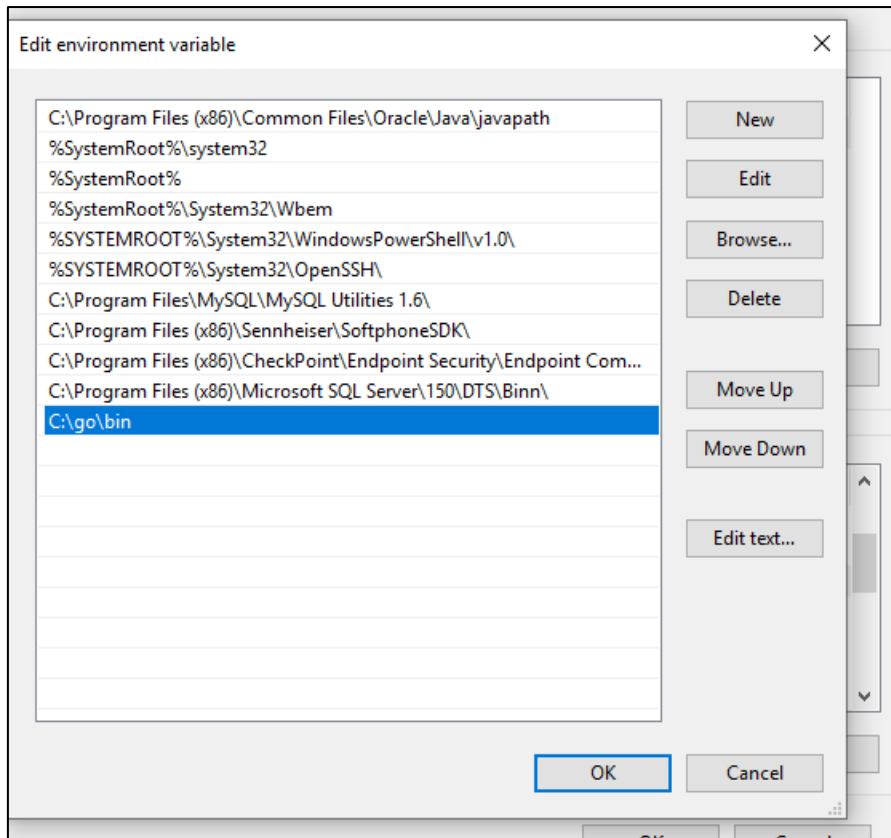 Edit environment variable
C:\Program Files (x86)\Common Files\Oracle\Java\javapath
%SystemRoot%\system32
%SystemRoot%
%SystemRoot%\System32\Wbem
%SYSTEMROOT%\System32\WindowsPowerShell\v1.0\
%SYSTEMROOT%\System32\OpenSSH\
C:\Program Files\MySQL\MySQL Utilities 1.6\
C:\Program Files (x86)\Sennheiser\SoftphoneSDK\
C:\Program Files (x86)\CheckPoint\Endpoint Security\Endpoint Com...
C:\Program Files (x86)\Microsoft SQL Server\150\DTS\Binn\
C:\go\bin
New
Edit
Browse...
Delete
Move Up
Move Down
Edit text...
OK
Cancel